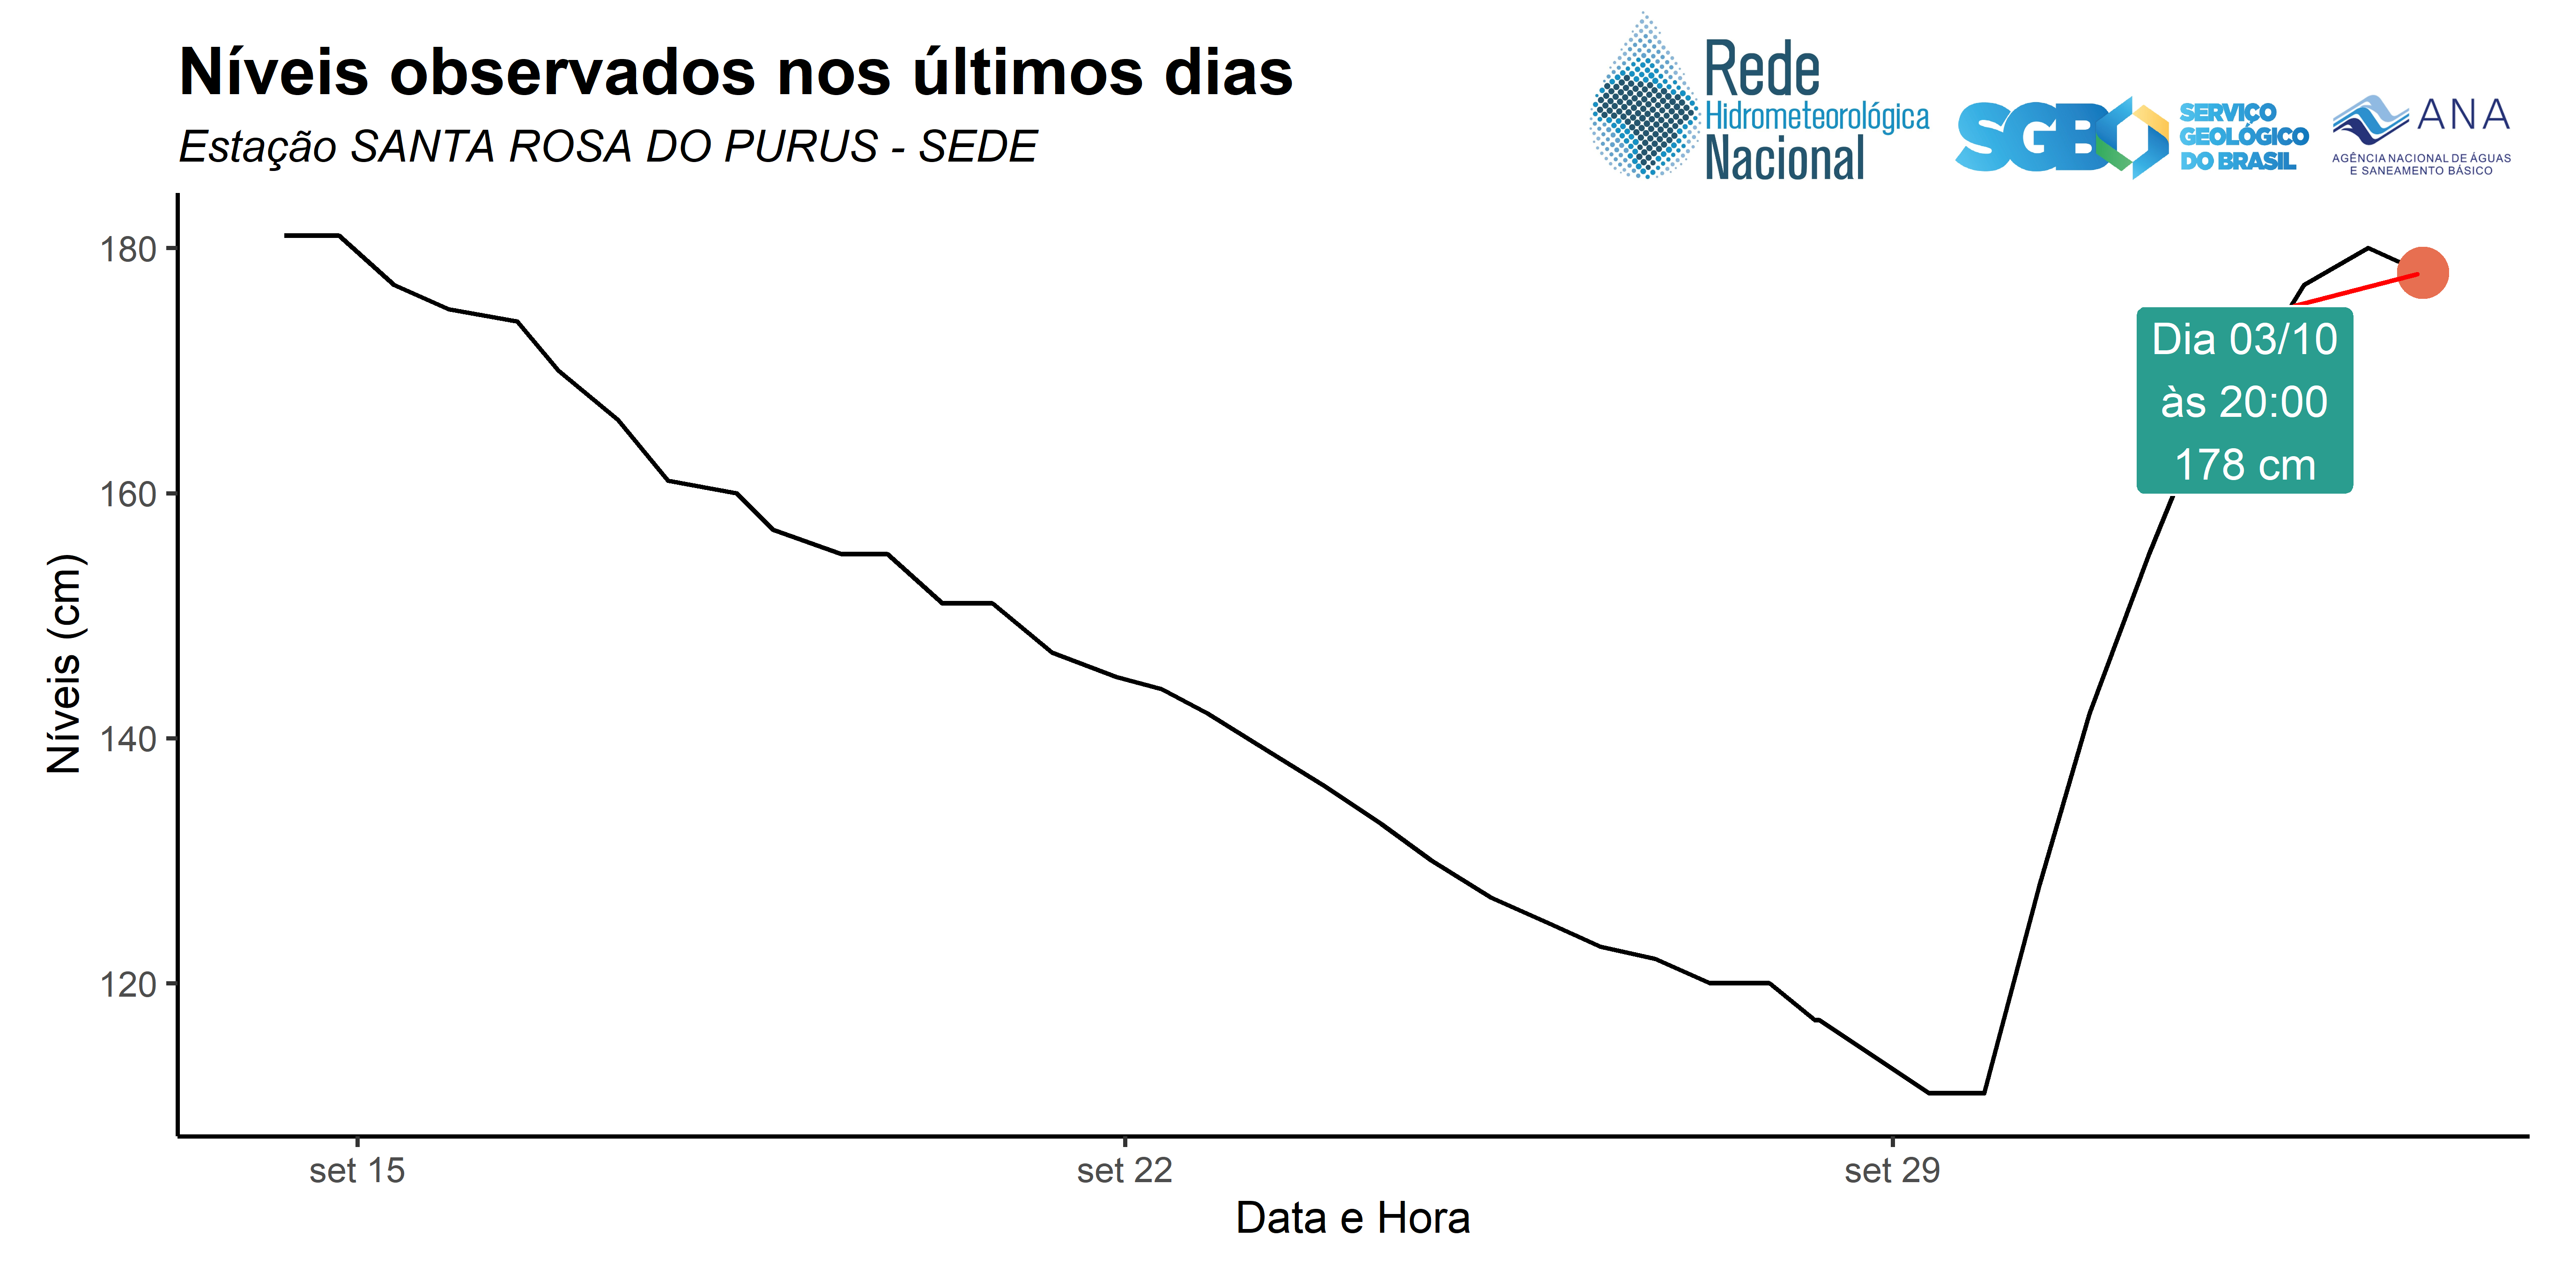 Níveis observados nos últimos dias
Estação SANTA ROSA DO PURUS - SEDE
Rede
Hidrometeorológica
Nacional
SGB
SERVIÇO
GEOLÓGICO
DO BRASIL
ANA
AGÊNCIA NACIONAL DE ÁGUAS
E SANEAMENTO BÁSICO
Níveis (cm)
180
160
140
120
Dia 03/10
às 20:00
178 cm
set 15
set 22
set 29
Data e Hora